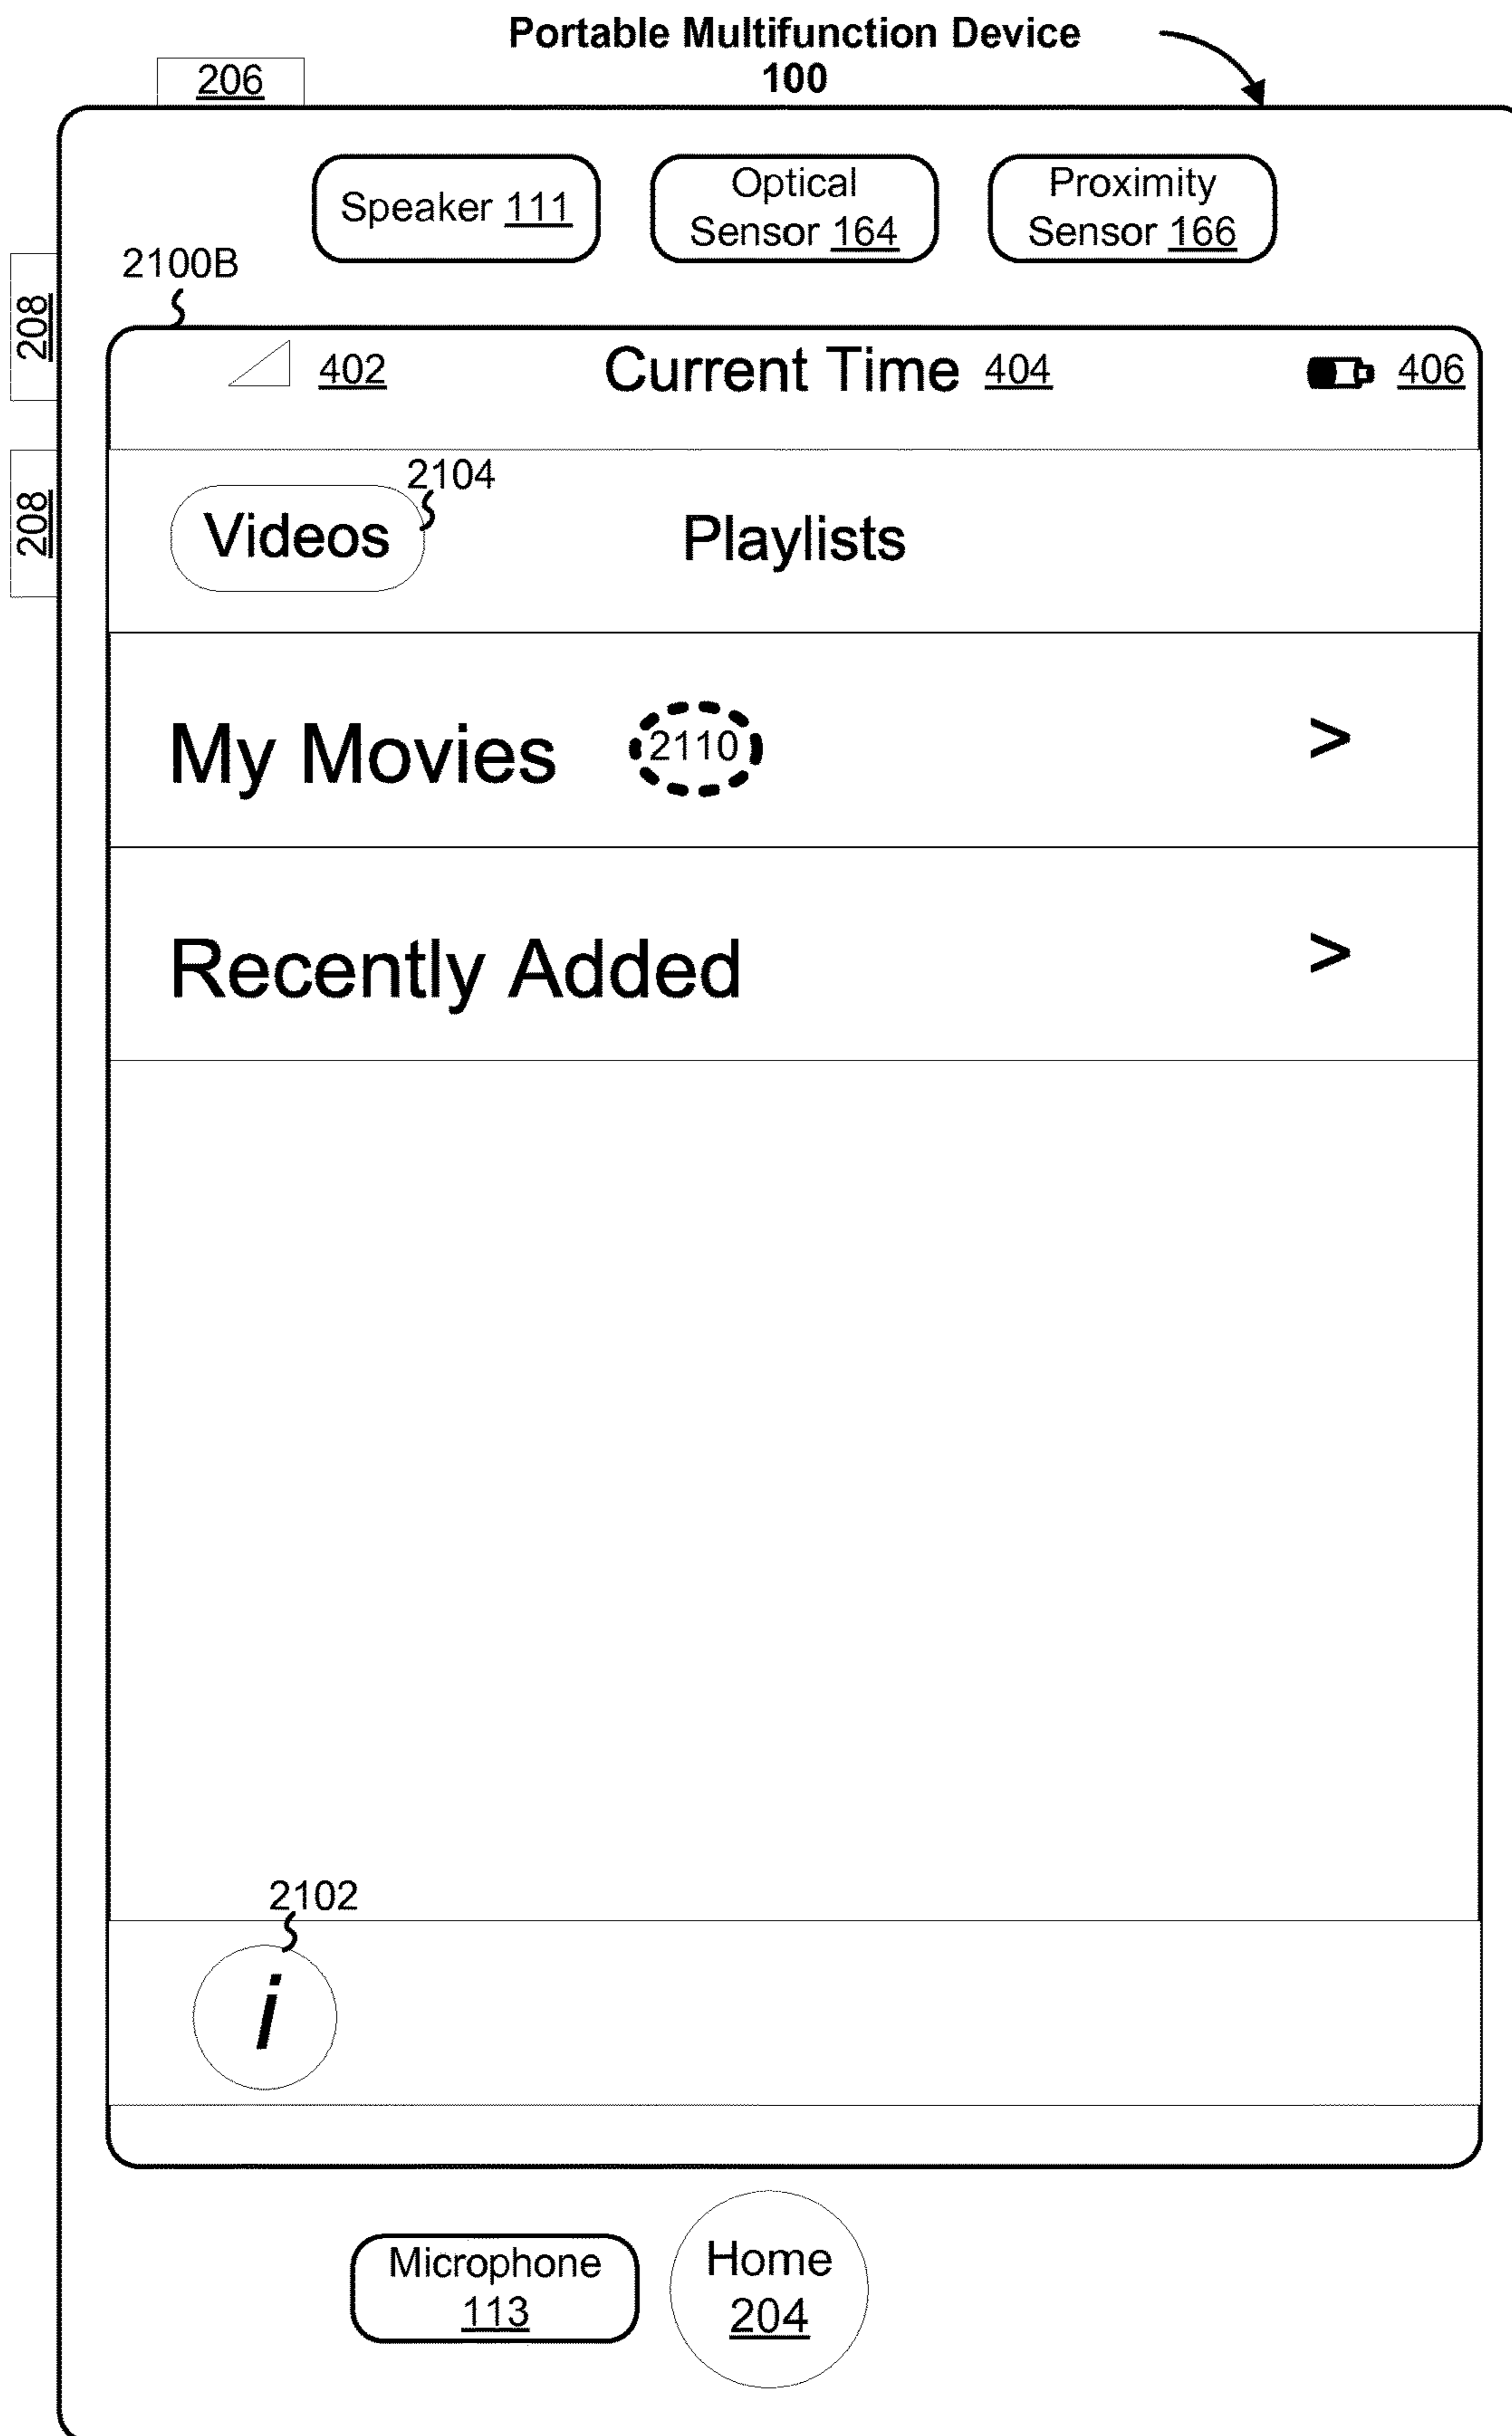 Portable Multifunction Device
100
206
Speaker 111
Optical
Sensor 164
Proximity
Sensor 166
2100B
208
402
Current Time 404
406
2104
208
Videos
Playlists
My Movies
2110
>
Recently Added
>
2102
i
Microphone
113
Home
204